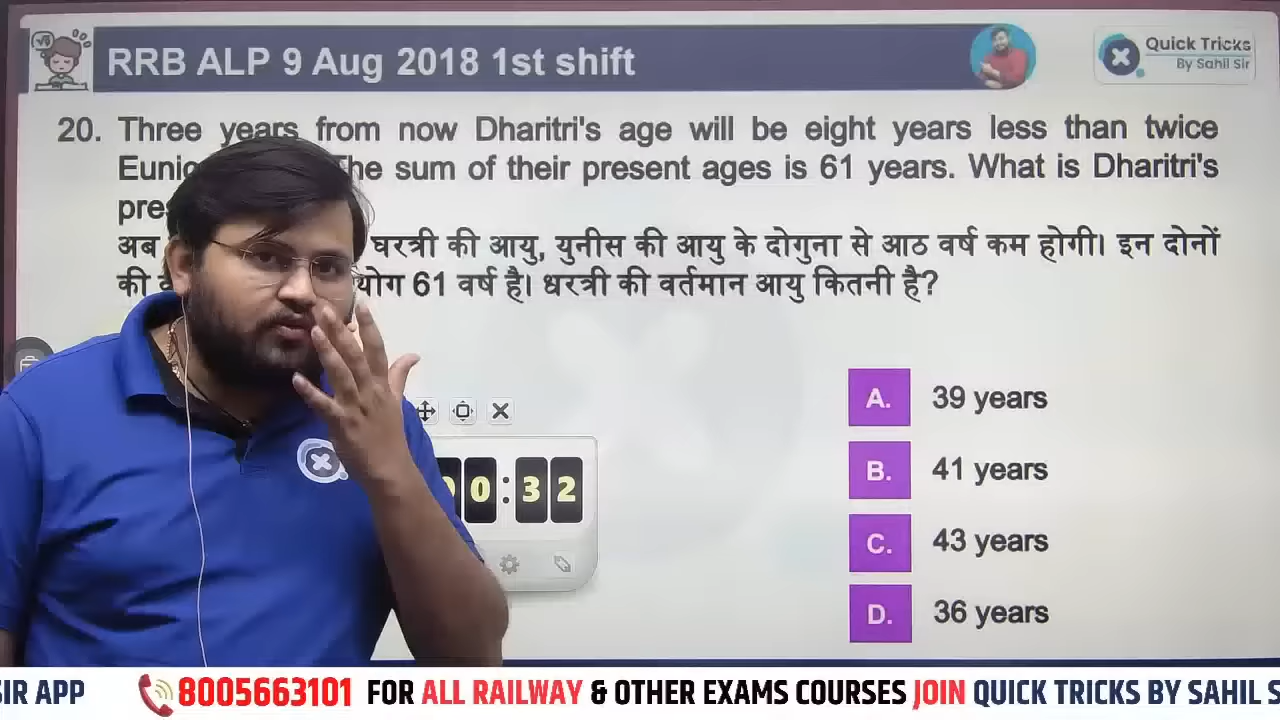 RRB ALP 9 Aug 2018 1st shift
Quick Tricks
By Sahil Sir
20. Three years from now Dharitri's age will be eight years less than twice
The sum of their present ages is 61 years. What is Dharitri's
अब घरत्री की आयु, युनीस की आयु के दोगुना से आठ वर्ष कम होगी। इन दोनों
की योग 61 वर्ष है। धरत्री की वर्तमान आयु कितनी है?
A. 39 years
B. 41 years
C. 43 years
D. 36 years
0:32
SIR APP 8005663101 FOR ALL RAILWAY & OTHER EXAMS COURSES JOIN QUICK TRICKS BY SAHIL S